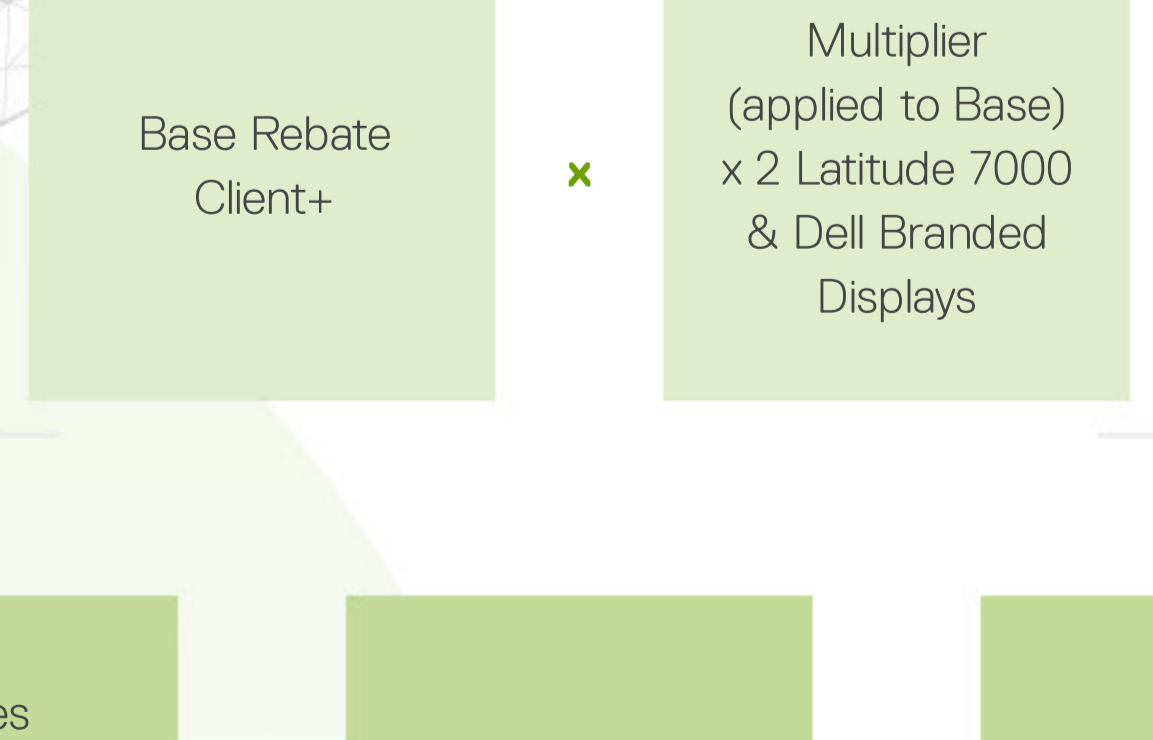 Base Rebate
Client+
x
Multiplier
(applied to Base)
x 2 Latitude 7000
& Dell Branded
Displays